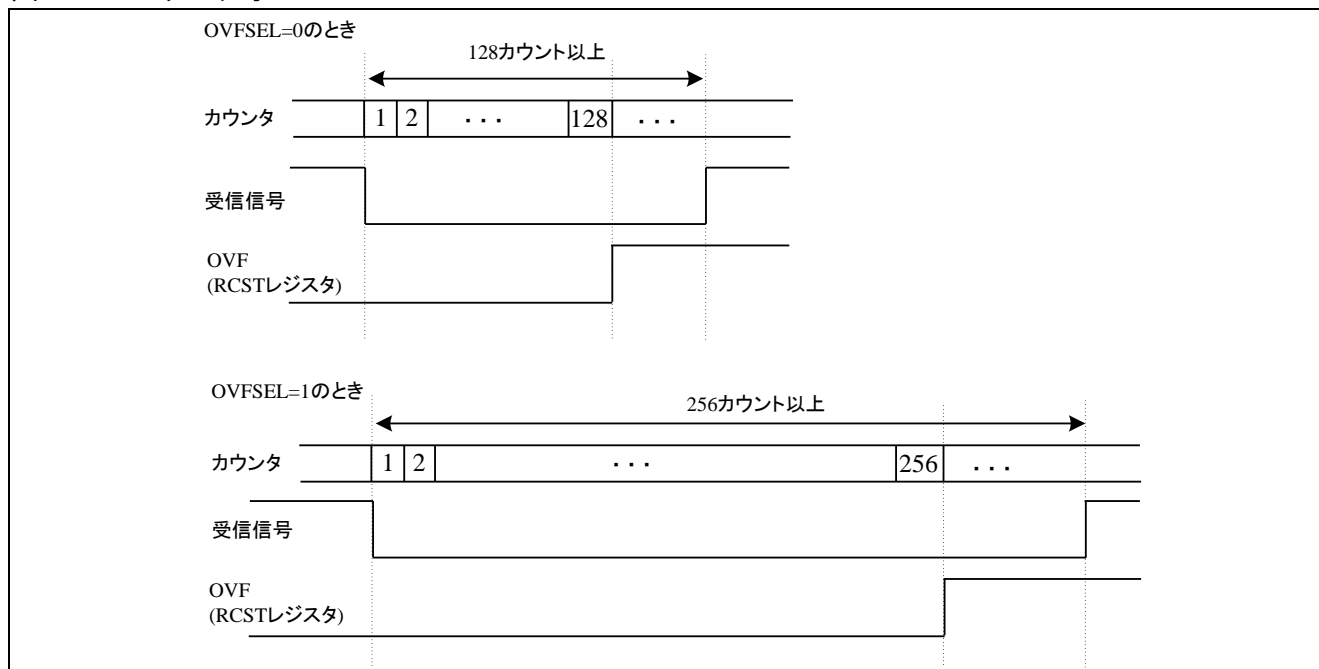 OVFSEL=0のとき
128カウント以上
カウンタ 1 2 ・・・ 128 ・・・
受信信号
OVF
(RCSTレジスタ)
OVFSEL=1のとき
256カウント以上
カウンタ 1 2 ・・・ 256 ・・・
受信信号
OVF
(RCSTレジスタ)